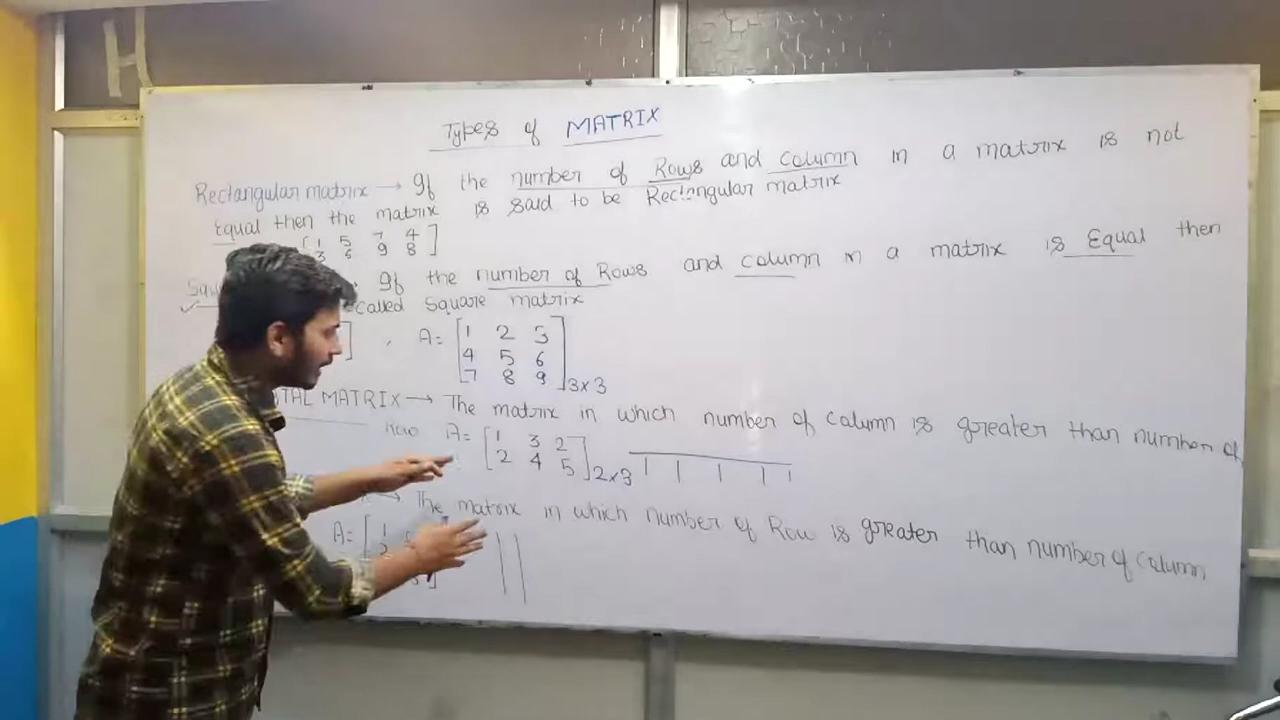 Types of MATRIX
Rectangular matrix → If the number of Rows and column in a matrix is not
Equal then the matrix is said to be Rectangular matrix
1 5 7 4
3 6 9 8
If the number of Rows and column in a matrix is Equal then
called Square matrix
, A= [1 2 3
4 5 6
7 8 9] 3×3
TAL MATRIX → The matrix in which number of column is greater than number of
Row A= [1 3 2
2 4 5] 2×3
→ The matrix in which number of Row is greater than number of column
A= [1
2